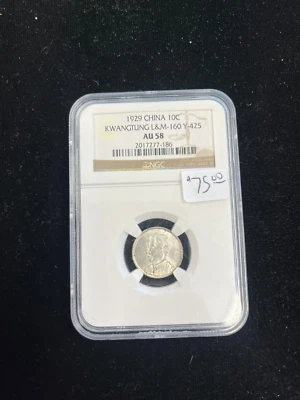 1929 CHINA 10C
KWANGTUNG L&M-160 Y-425
AU 58
2017277-186
NGC
$75.00